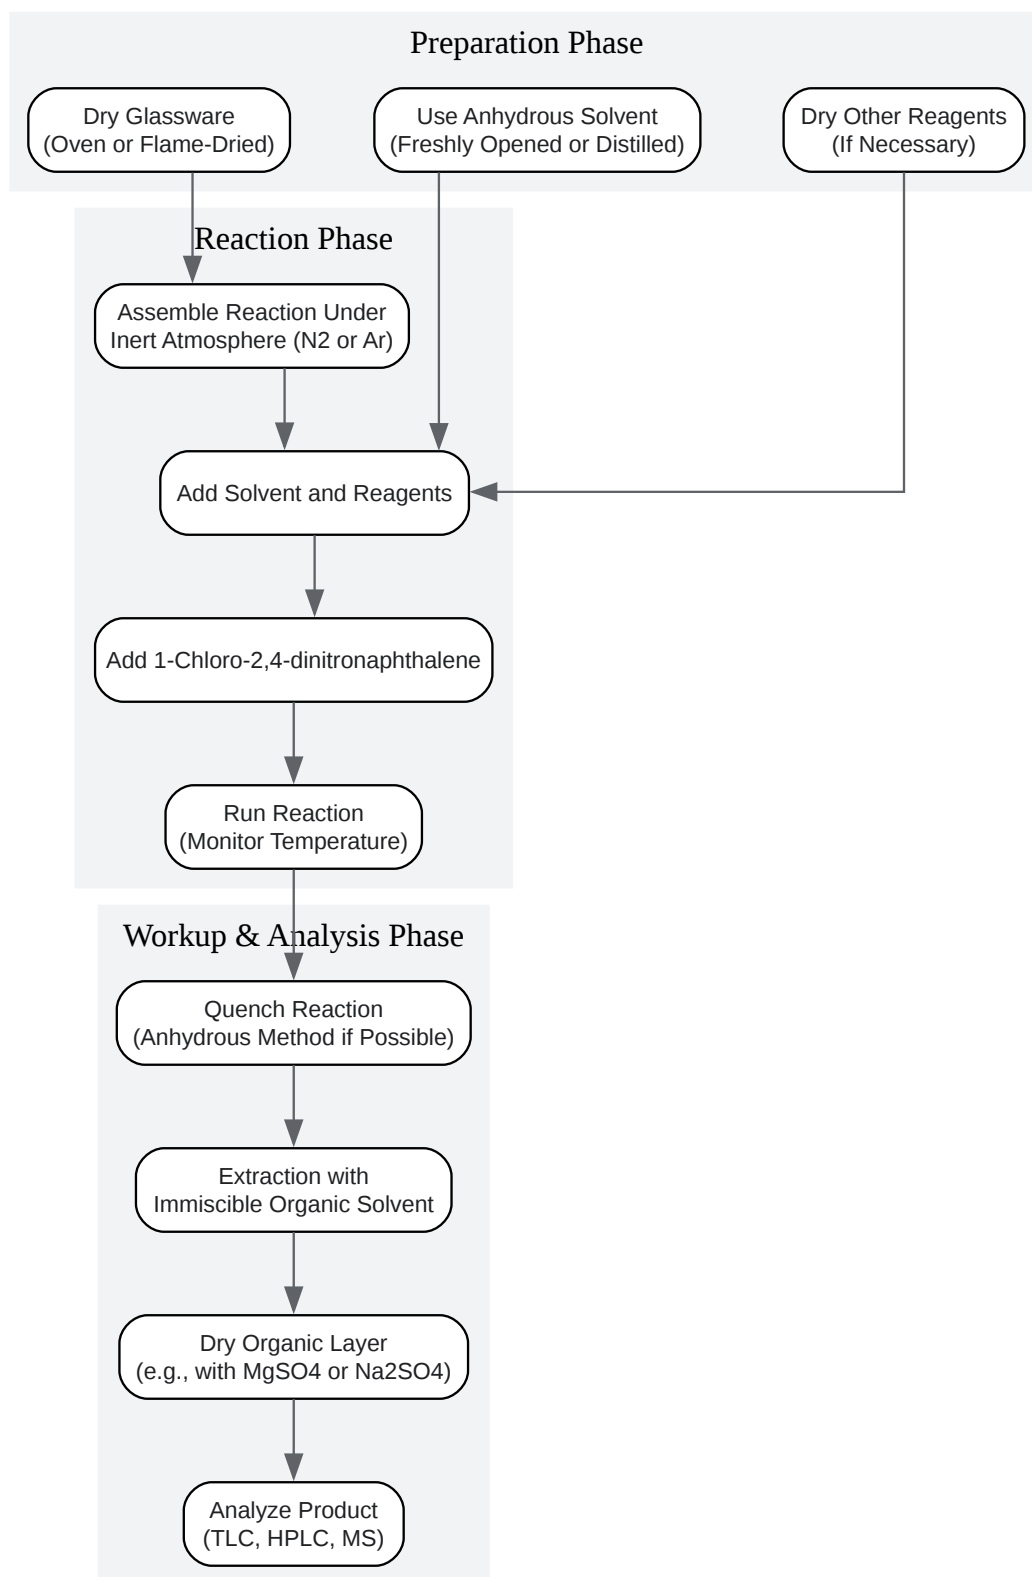 Preparation Phase
Dry Glassware
(Oven or Flame-Dried)
Use Anhydrous Solvent
(Freshly Opened or Distilled)
Dry Other Reagents
(If Necessary)
Reaction Phase
Assemble Reaction Under
Inert Atmosphere (N2 or Ar)
Add Solvent and Reagents
Add 1-Chloro-2,4-dinitronaphthalene
Run Reaction
(Monitor Temperature)
Workup & Analysis Phase
Quench Reaction
(Anhydrous Method if Possible)
Extraction with
Immiscible Organic Solvent
Dry Organic Layer
(e.g., with MgSO4 or Na2SO4)
Analyze Product
(TLC, HPLC, MS)